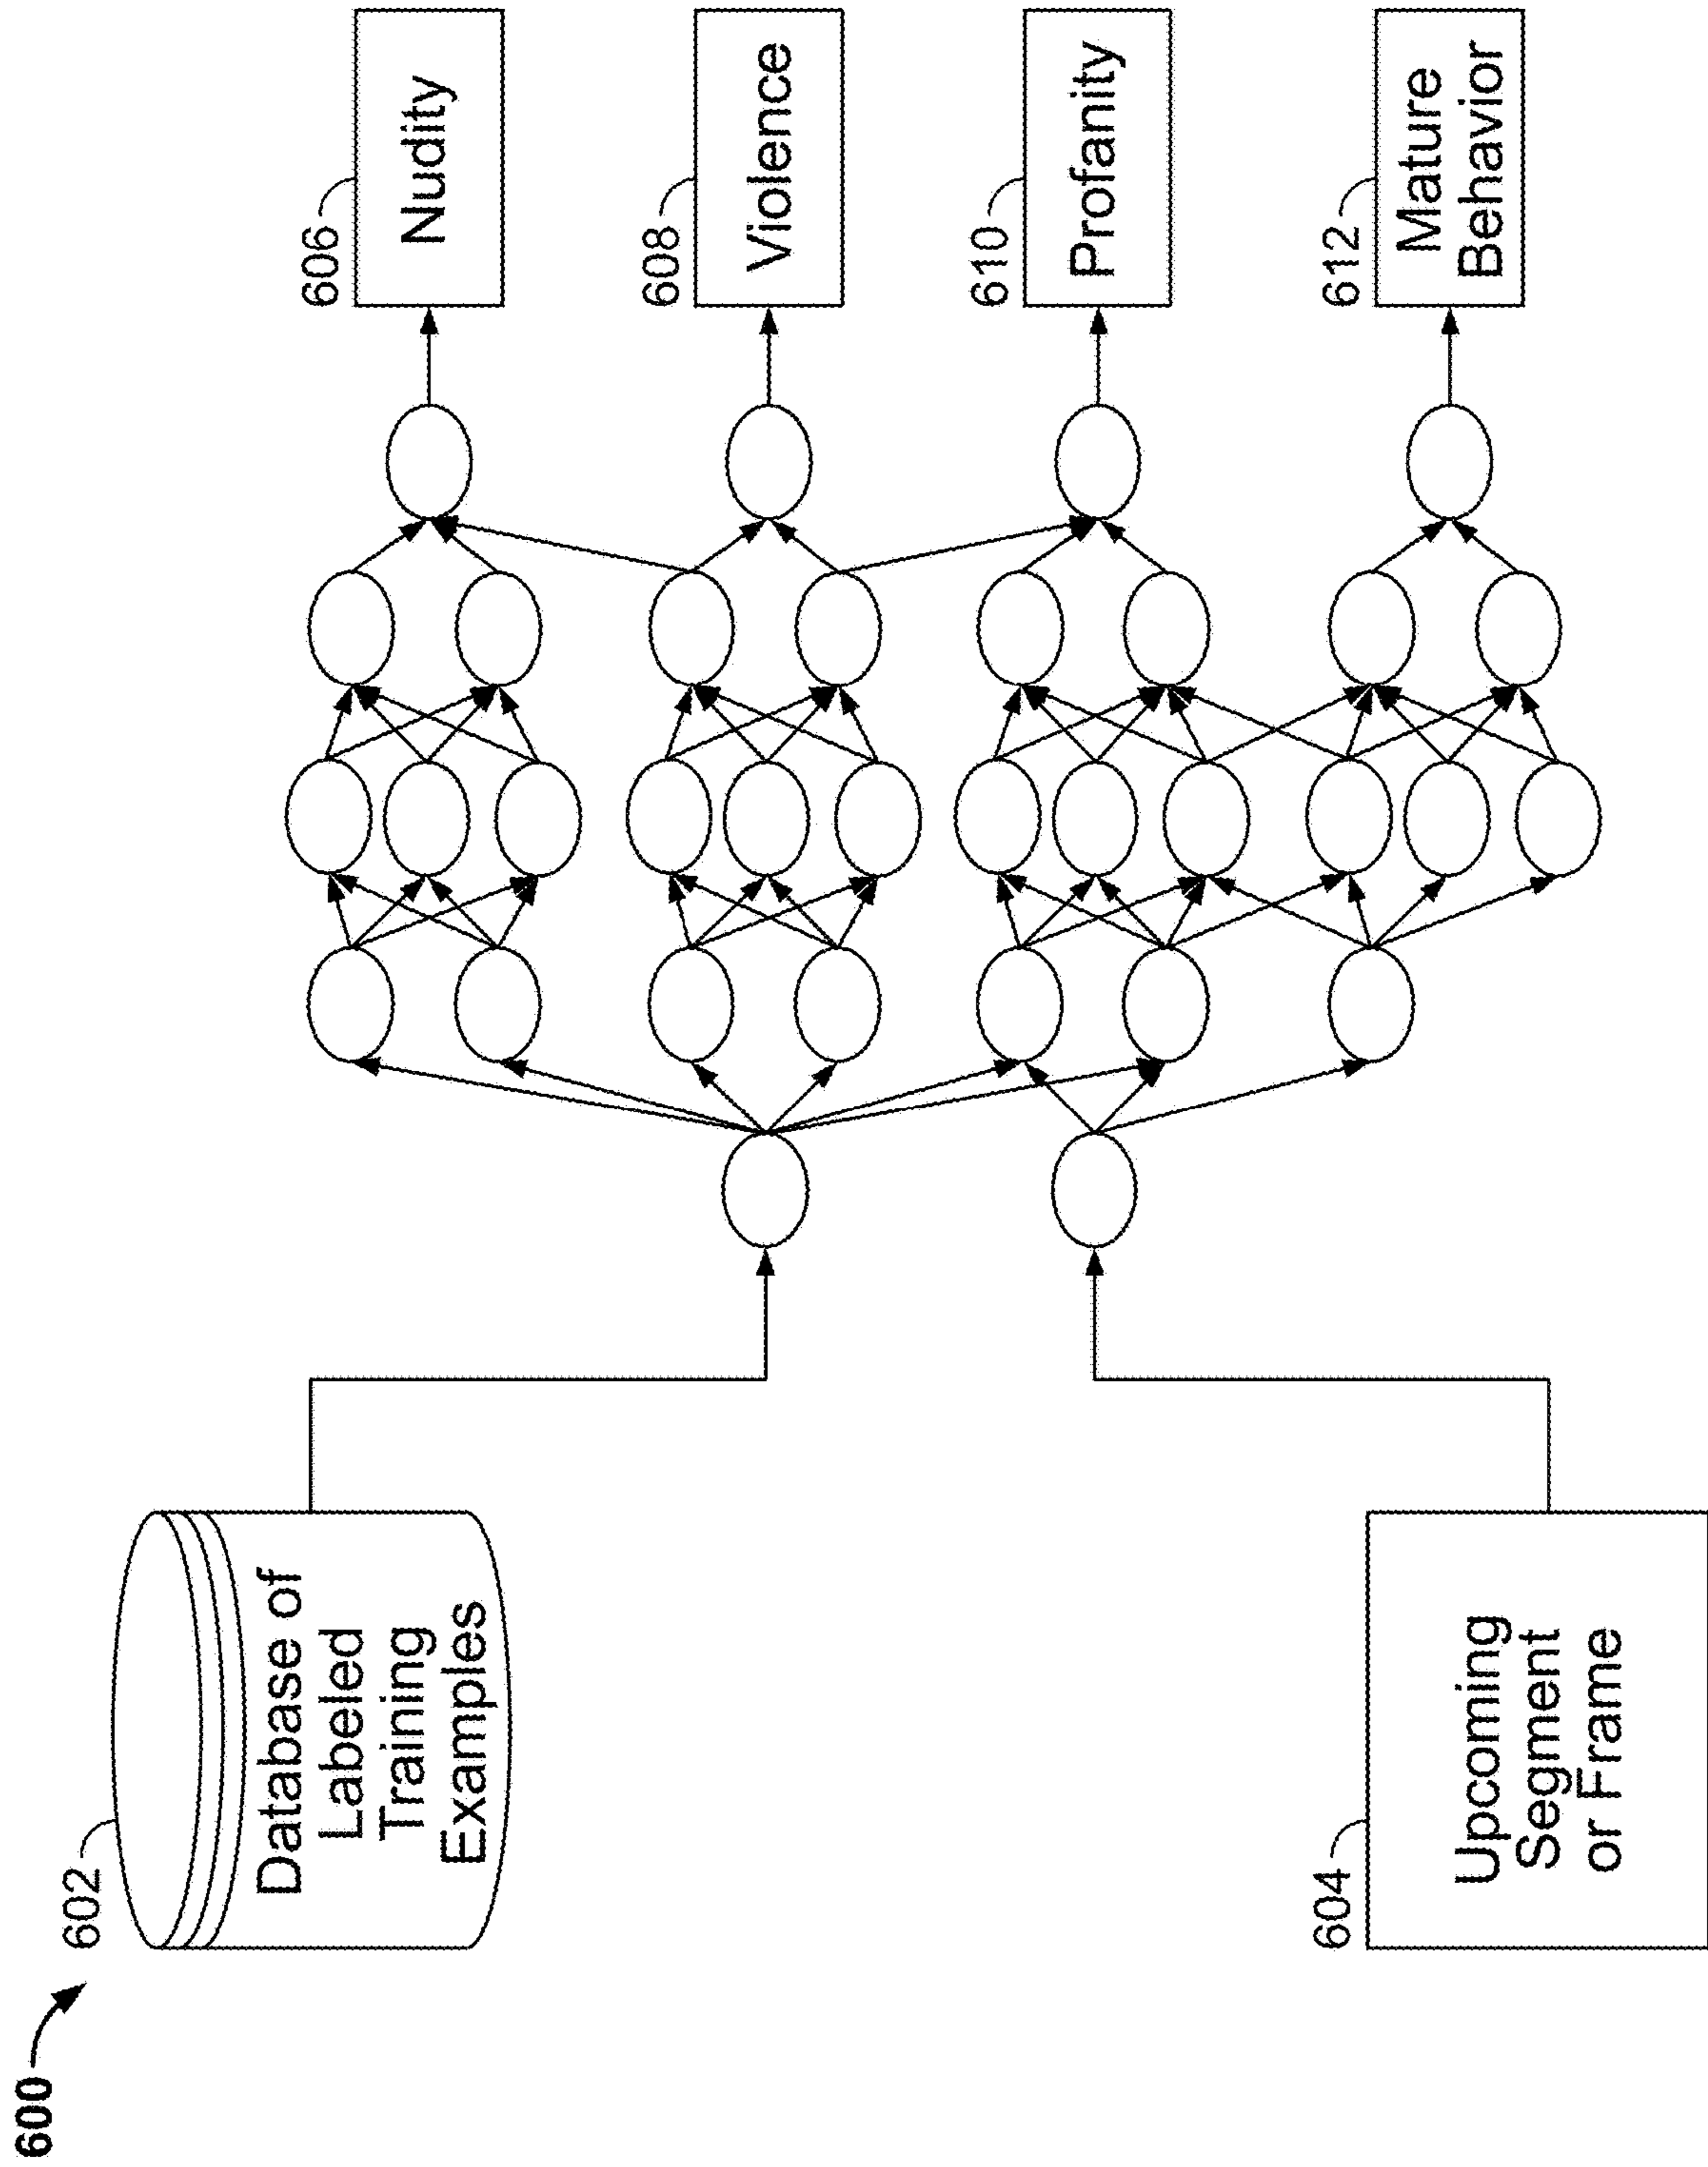 600
602
Database of
Labeled
Training
Examples
604
Upcoming
Segment
or Frame
606
Nudity
608
Violence
610
Profanity
612
Mature
Behavior